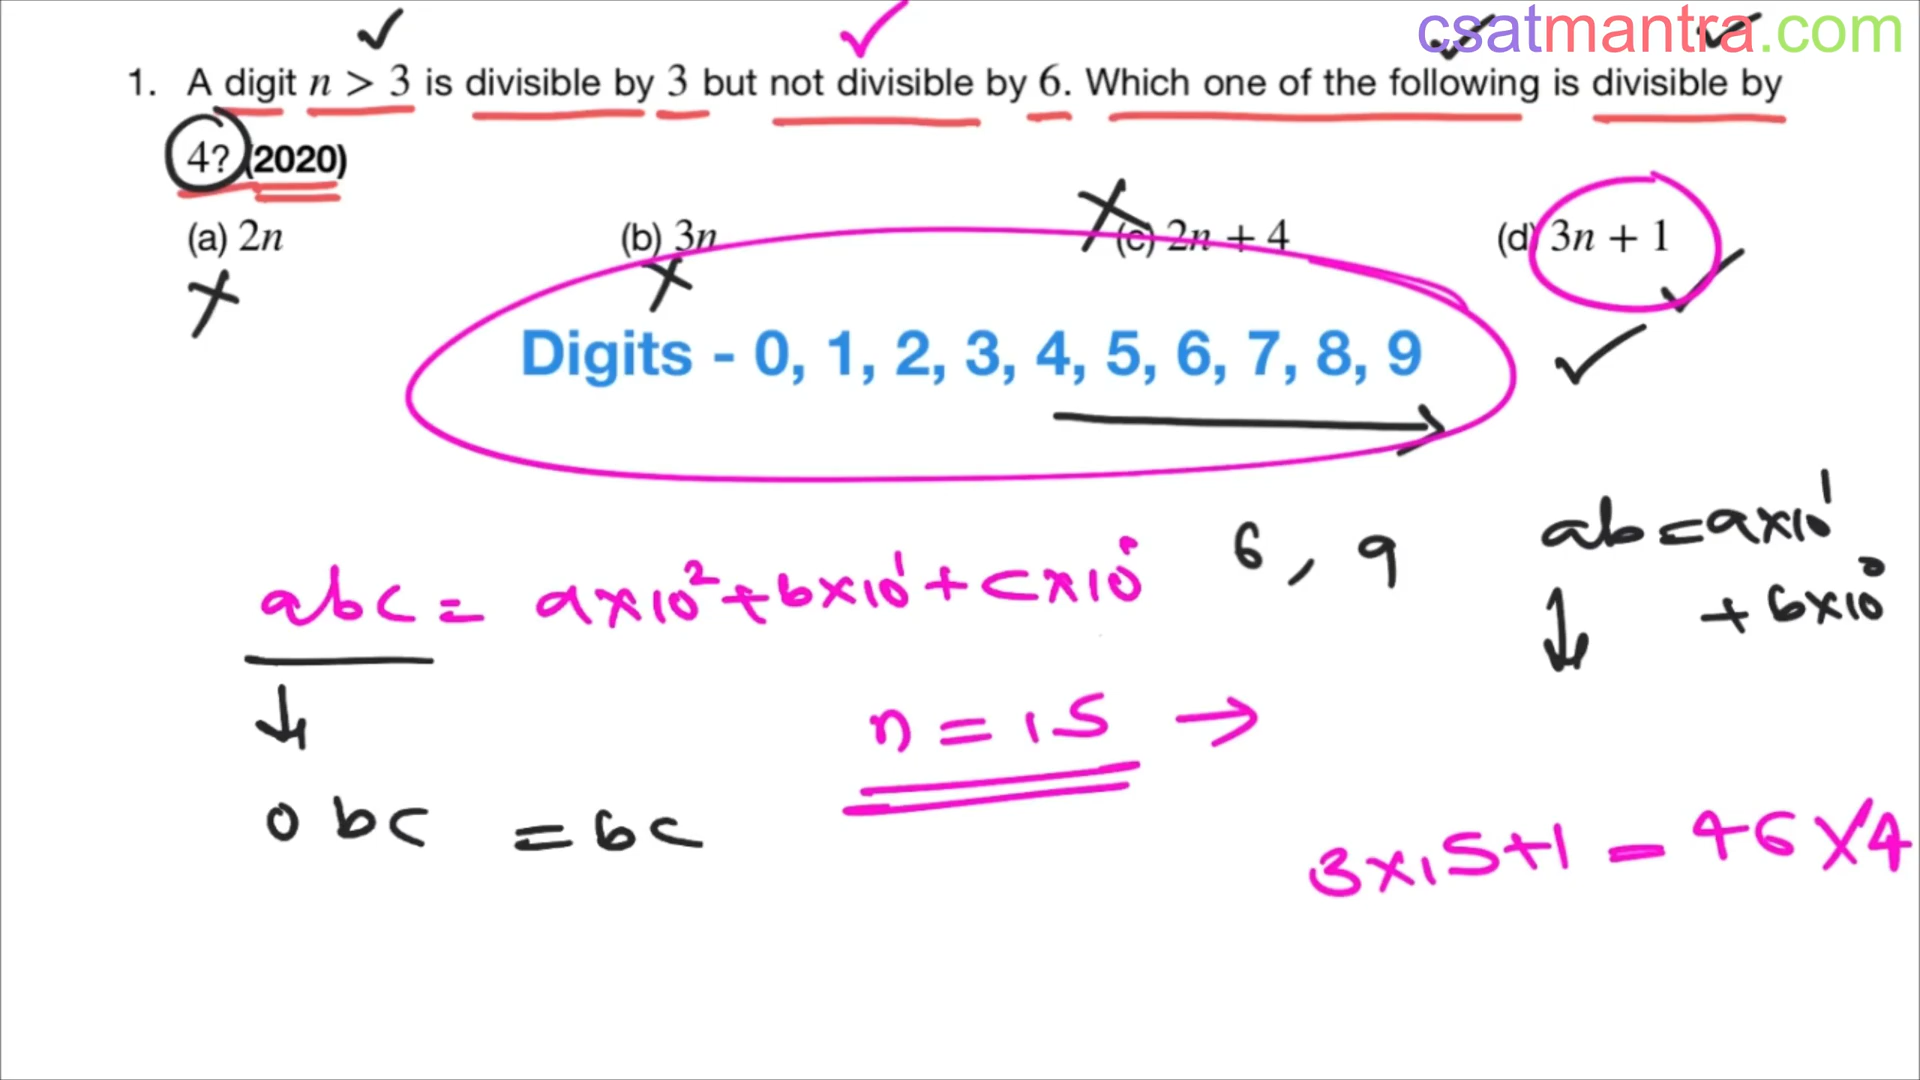 csatmantra.com
1. A digit n > 3 is divisible by 3 but not divisible by 6. Which one of the following is divisible by
4? (2020)
(a) 2n (b) 3n (c) 2n + 4 (d) 3n + 1
Digits - 0, 1, 2, 3, 4, 5, 6, 7, 8, 9
abc = a×10² + b×10¹ + c×10⁰ 6, 9 ab = a×10¹
+ b×10⁰
n = 15 →
0bc = bc
3×15+1 = 46 X 4